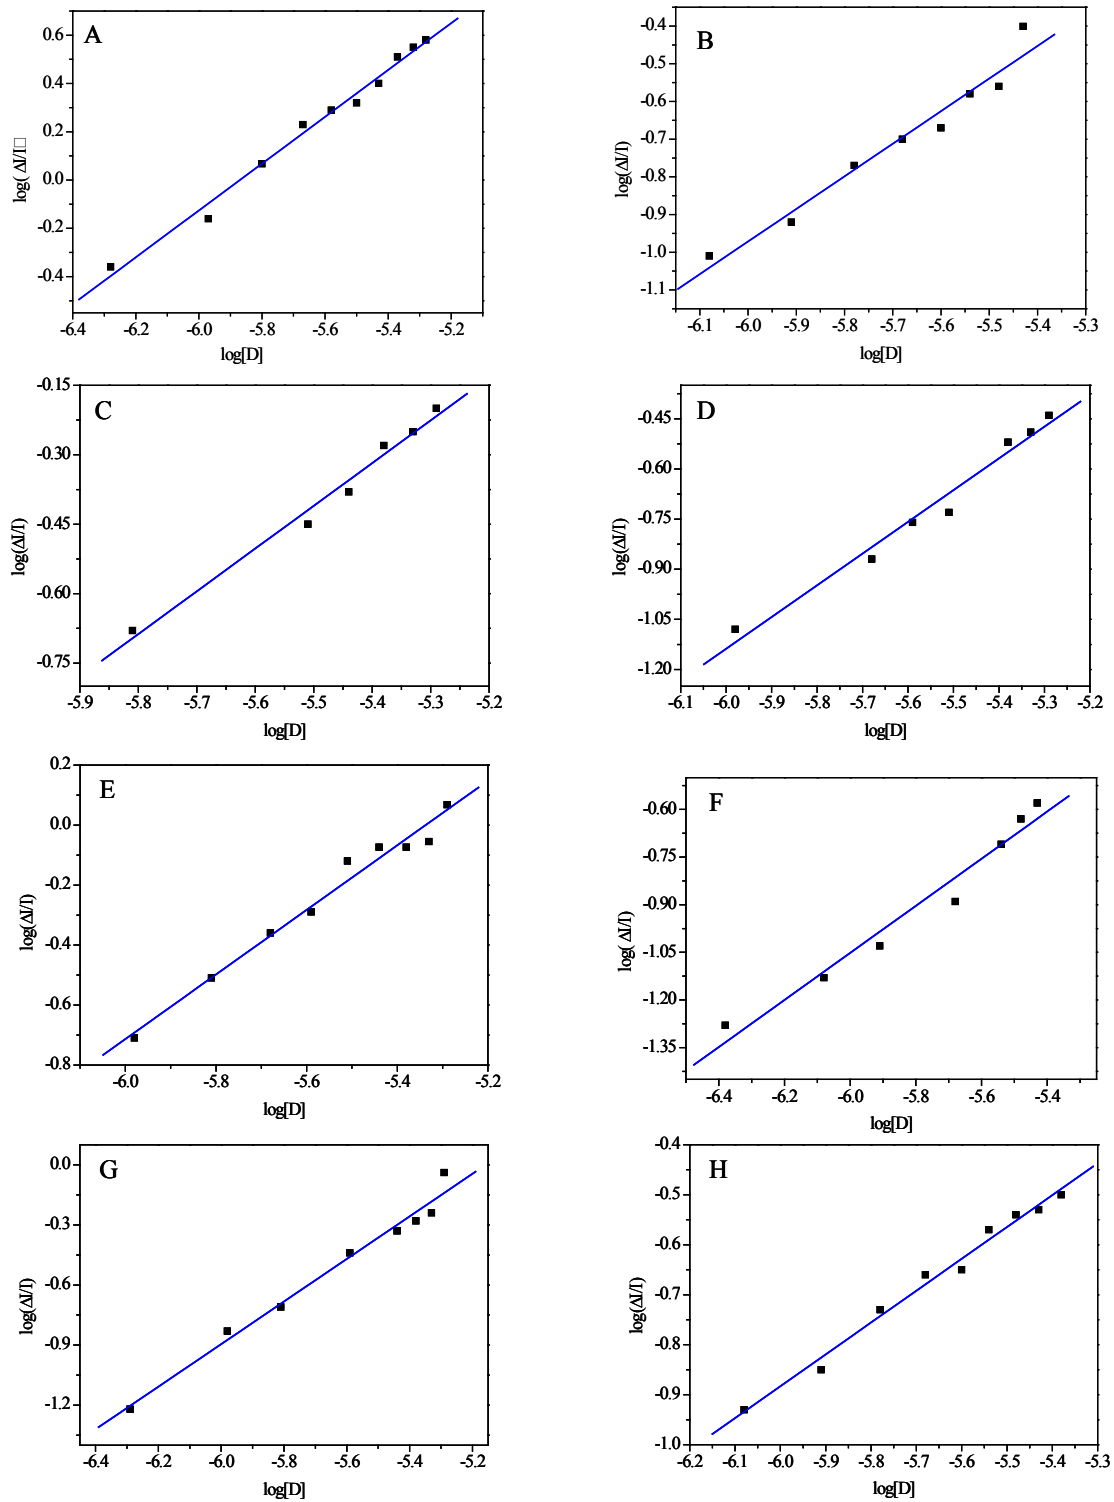 A
0.6
0.4
0.2
0.0
-0.2
-0.4
log( ΔI/I□
-6.4 -6.2 -6.0 -5.8 -5.6 -5.4 -5.2
log[D]
B
-0.4
-0.5
-0.6
-0.7
-0.8
-0.9
-1.0
-1.1
log(ΔI/I)
-6.1 -6.0 -5.9 -5.8 -5.7 -5.6 -5.5 -5.4 -5.3
log[D]
C
-0.15
-0.30
-0.45
-0.60
-0.75
log(ΔI/I)
-5.9 -5.8 -5.7 -5.6 -5.5 -5.4 -5.3 -5.2
log[D]
D
-0.45
-0.60
-0.75
-0.90
-1.05
-1.20
log(ΔI/I)
-6.1 -6.0 -5.9 -5.8 -5.7 -5.6 -5.5 -5.4 -5.3 -5.2
log[D]
E
0.2
0.0
-0.2
-0.4
-0.6
-0.8
log(ΔI/I)
-6.0 -5.8 -5.6 -5.4 -5.2
log[D]
F
-0.60
-0.75
-0.90
-1.05
-1.20
-1.35
log( ΔI/I)
-6.4 -6.2 -6.0 -5.8 -5.6 -5.4
log[D]
G
0.0
-0.3
-0.6
-0.9
-1.2
log(ΔI/I)
-6.4 -6.2 -6.0 -5.8 -5.6 -5.4 -5.2
log[D]
H
-0.4
-0.5
-0.6
-0.7
-0.8
-0.9
-1.0
log(ΔI/I)
-6.2 -6.1 -6.0 -5.9 -5.8 -5.7 -5.6 -5.5 -5.4 -5.3
log[D]